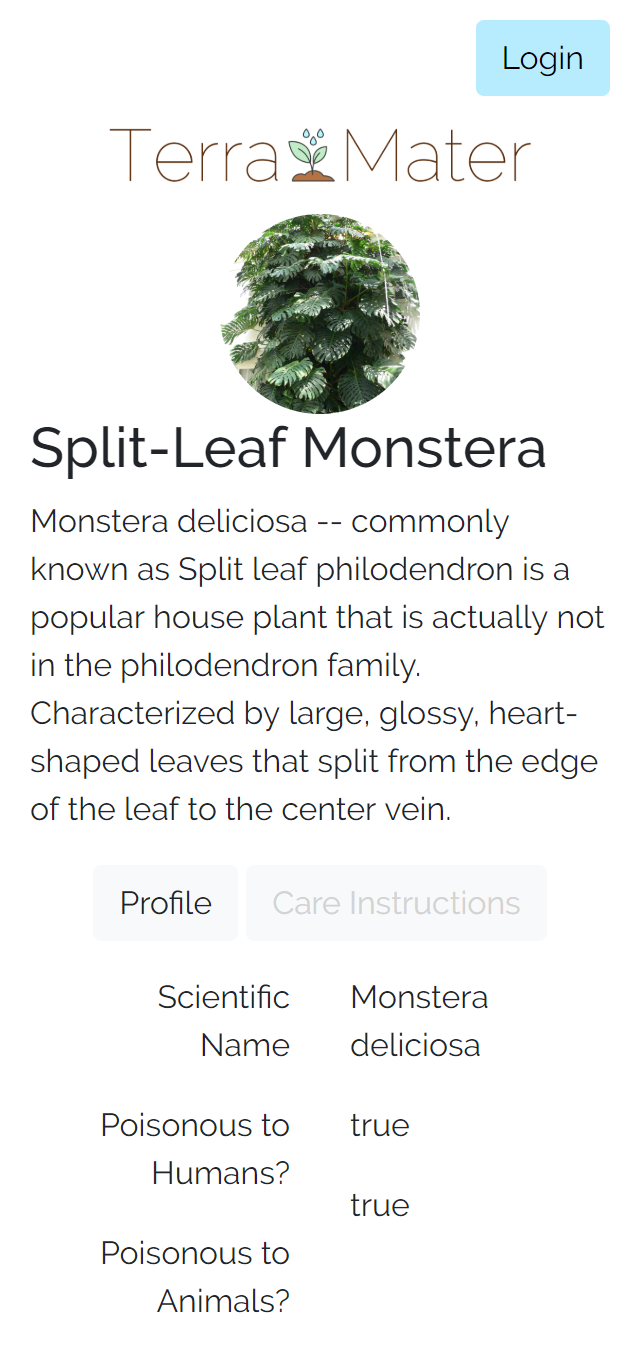 Login
Terra Mater
Split-Leaf Monstera
Monstera deliciosa -- commonly
known as Split leaf philodendron is a
popular house plant that is actually not
in the philodendron family.
Characterized by large, glossy, heart-
shaped leaves that split from the edge
of the leaf to the center vein.
Profile Care Instructions
Scientific Monstera
Name deliciosa
Poisonous to true
Humans?
true
Poisonous to
Animals?